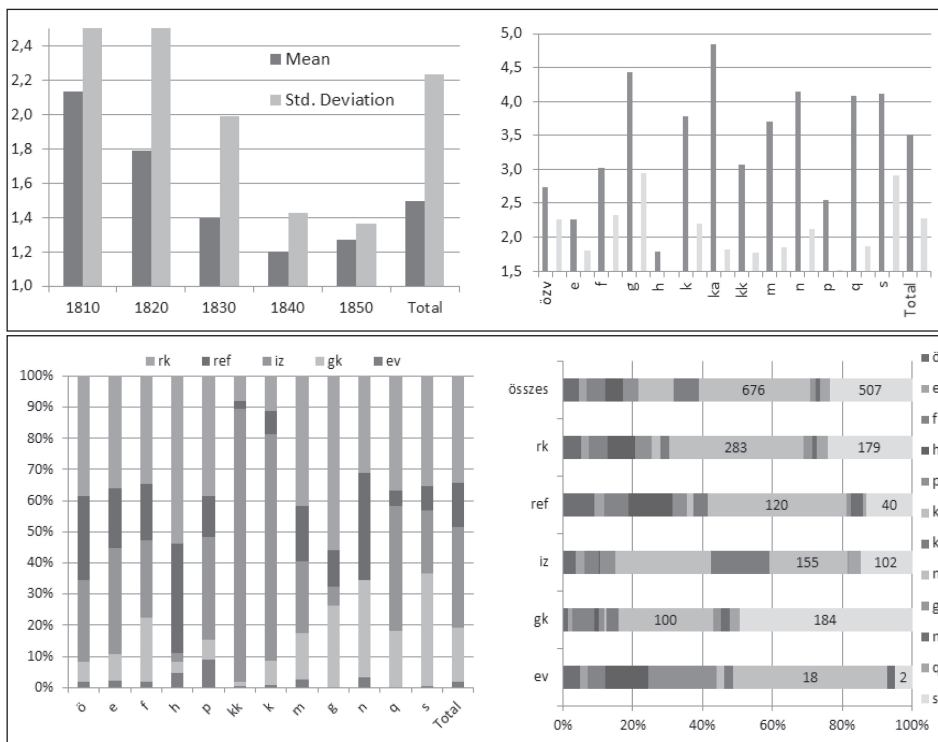 2,4
2,2
2,0
1,8
1,6
1,4
1,2
1,0
Mean
Std. Deviation
1810 1820 1830 1840 1850 Total
5,0
4,5
4,0
3,5
3,0
2,5
2,0
1,5
özv e f g h k ka kk m n p q s Total
rk ref iz gk ev
100%
90%
80%
70%
60%
50%
40%
30%
20%
10%
0%
ö e f h p kk k m g n q s Total
összes 676 507
rk 283 179
ref 120 40
iz 155 102
gk 100 184
ev 18 2
0% 20% 40% 60% 80% 100%
ö
e
f
h
p
k
k
g
q
s